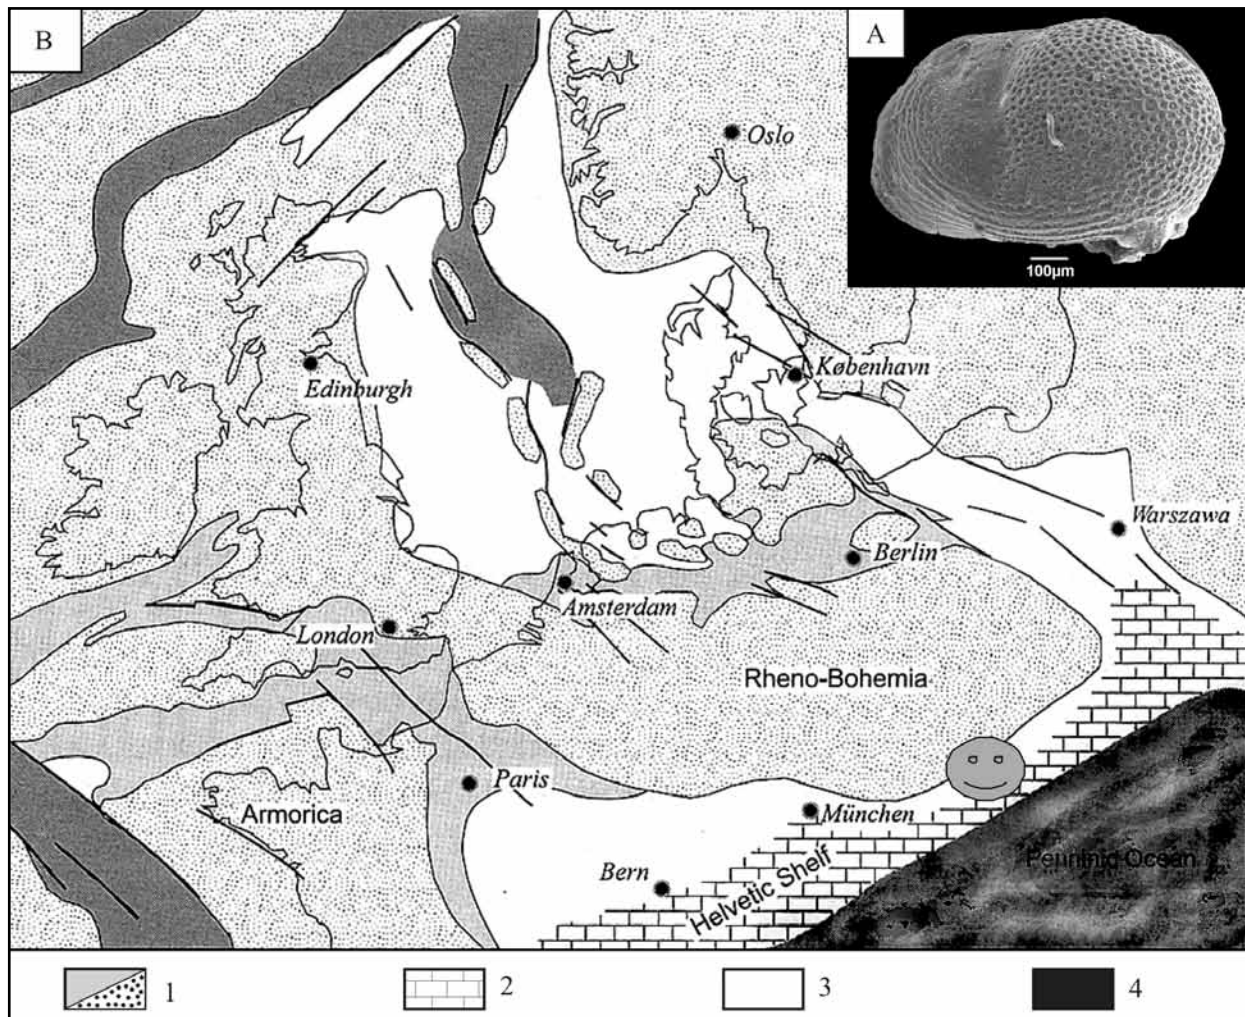 B
A
Oslo
100µm
København
Edinburgh
Warszawa
Berlin
Amsterdam
London
Rheno-Bohemia
Paris
Armorica
München
Penninic Ocean
Bern
Helvetic Shelf
1
2
3
4